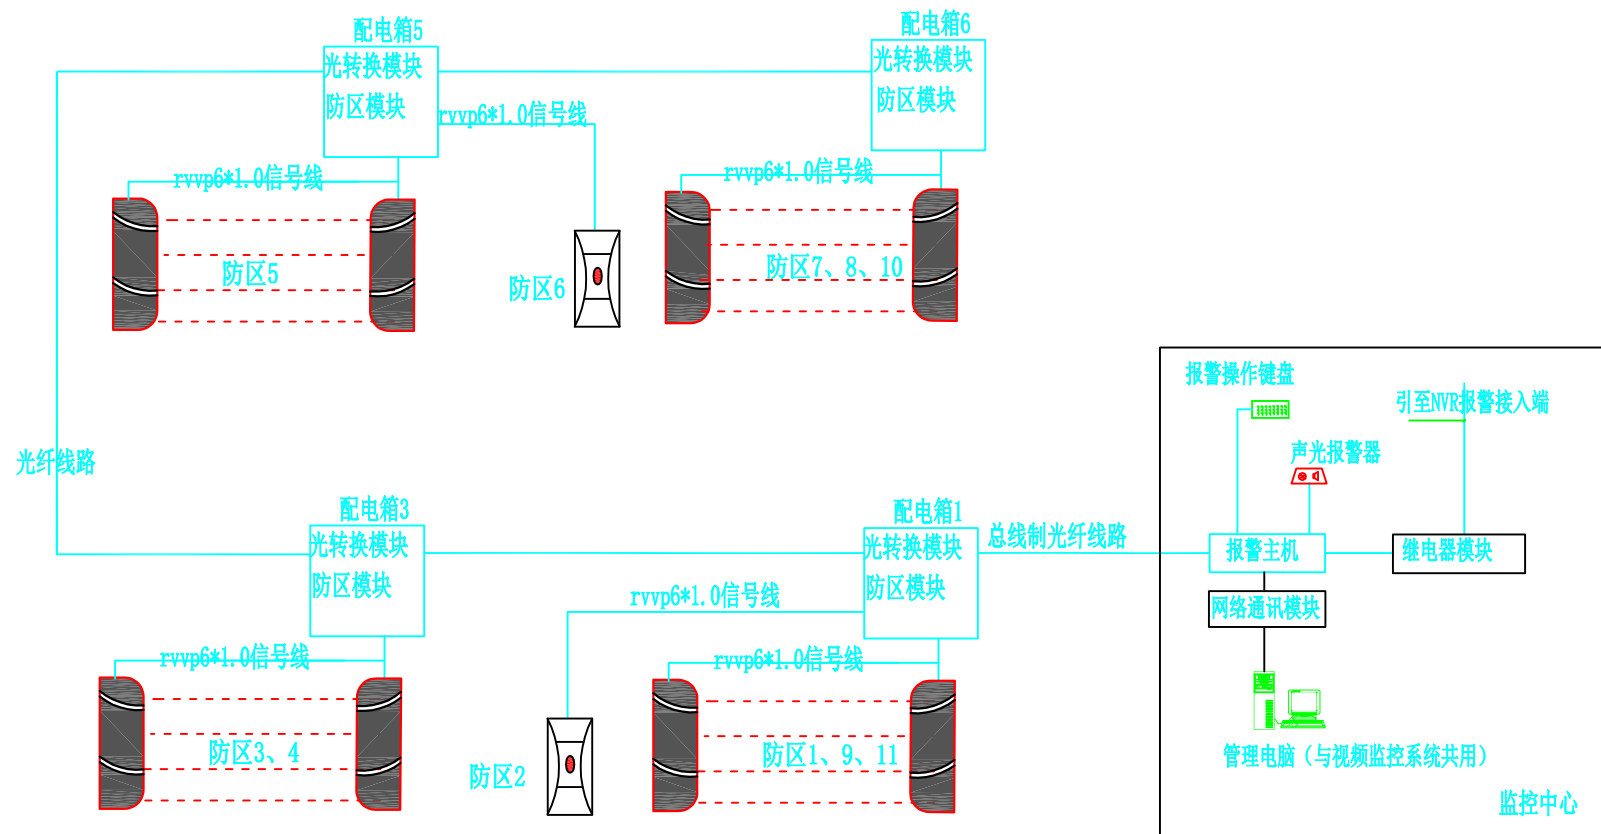 配电箱5
光转换模块
防区模块
rvvp6*1.0信号线
rvvp6*1.0信号线
防区5
防区6
配电箱6
光转换模块
防区模块
rvvp6*1.0信号线
防区7、8、10
光纤线路
配电箱3
光转换模块
防区模块
rvvp6*1.0信号线
防区3、4
配电箱1
光转换模块
防区模块
rvvp6*1.0信号线
rvvp6*1.0信号线
防区2
防区1、9、11
总线制光纤线路
报警操作键盘
引至NVR报警接入端
声光报警器
报警主机
继电器模块
网络通讯模块
管理电脑（与视频监控系统共用）
监控中心